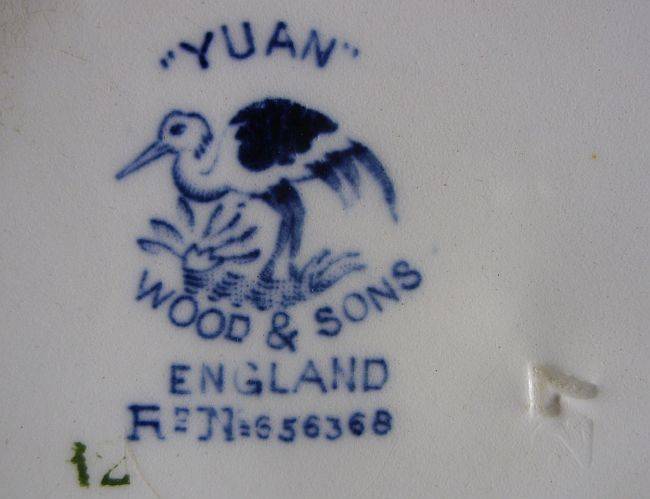 "YUAN"
WOOD & SONS
ENGLAND
Rᴰ Nº 656368
12